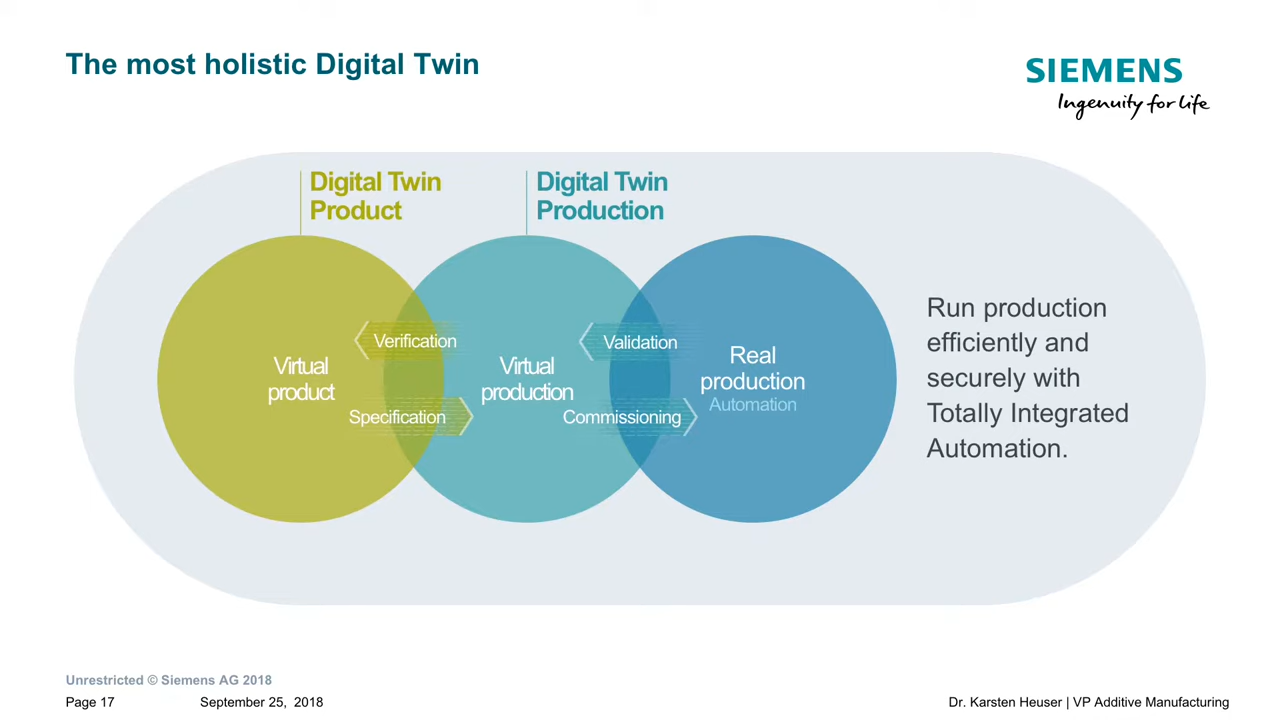 The most holistic Digital Twin
SIEMENS
Ingenuity for life
Digital Twin
Product
Digital Twin
Production
Virtual
product
Verification
Specification
Virtual
production
Validation
Commissioning
Real
production
Automation
Run production
efficiently and
securely with
Totally Integrated
Automation.
Unrestricted © Siemens AG 2018
Page 17
September 25, 2018
Dr. Karsten Heuser | VP Additive Manufacturing